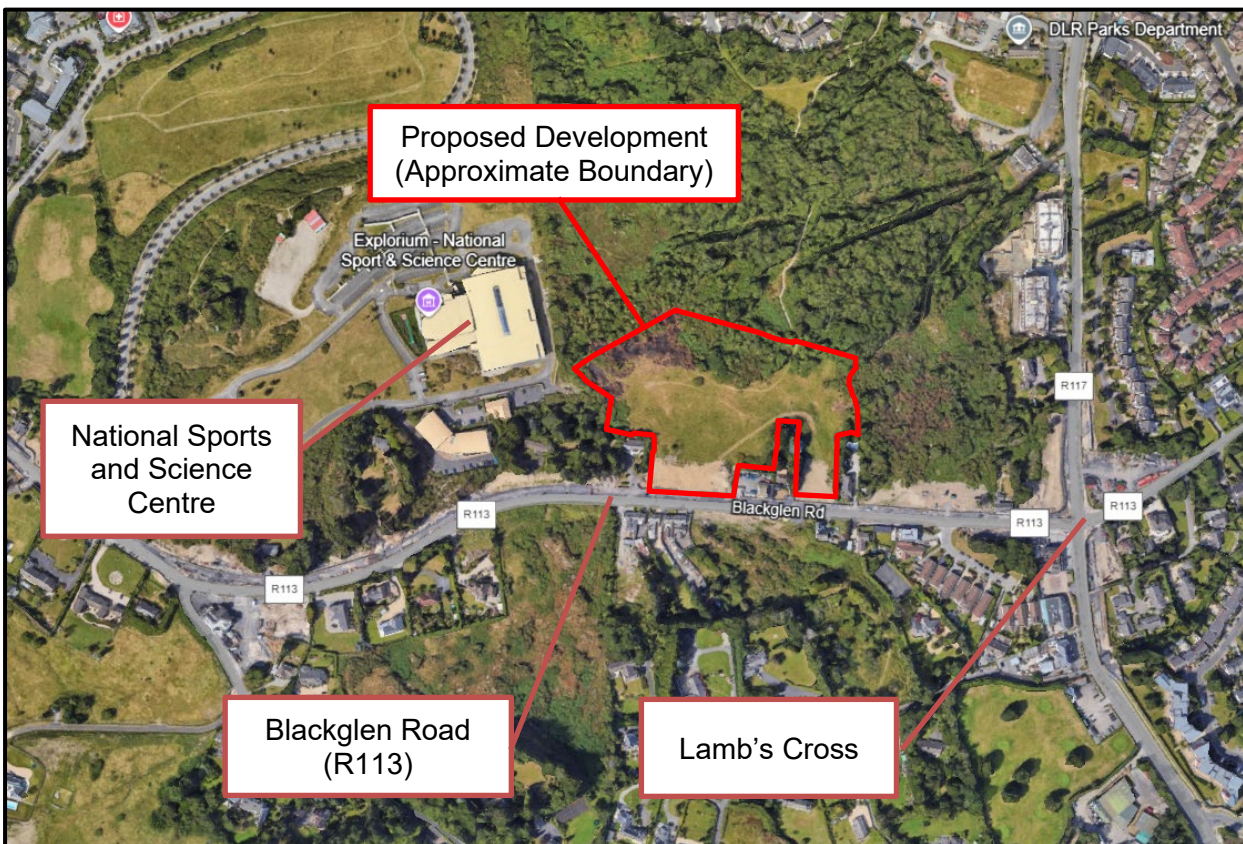 DLR Parks Department
Proposed Development
(Approximate Boundary)
Explorium - National
Sport & Science Centre
R117
National Sports
and Science
Centre
R113
Blackglen Rd
R113
R113
R113
Blackglen Road
(R113)
Lamb's Cross